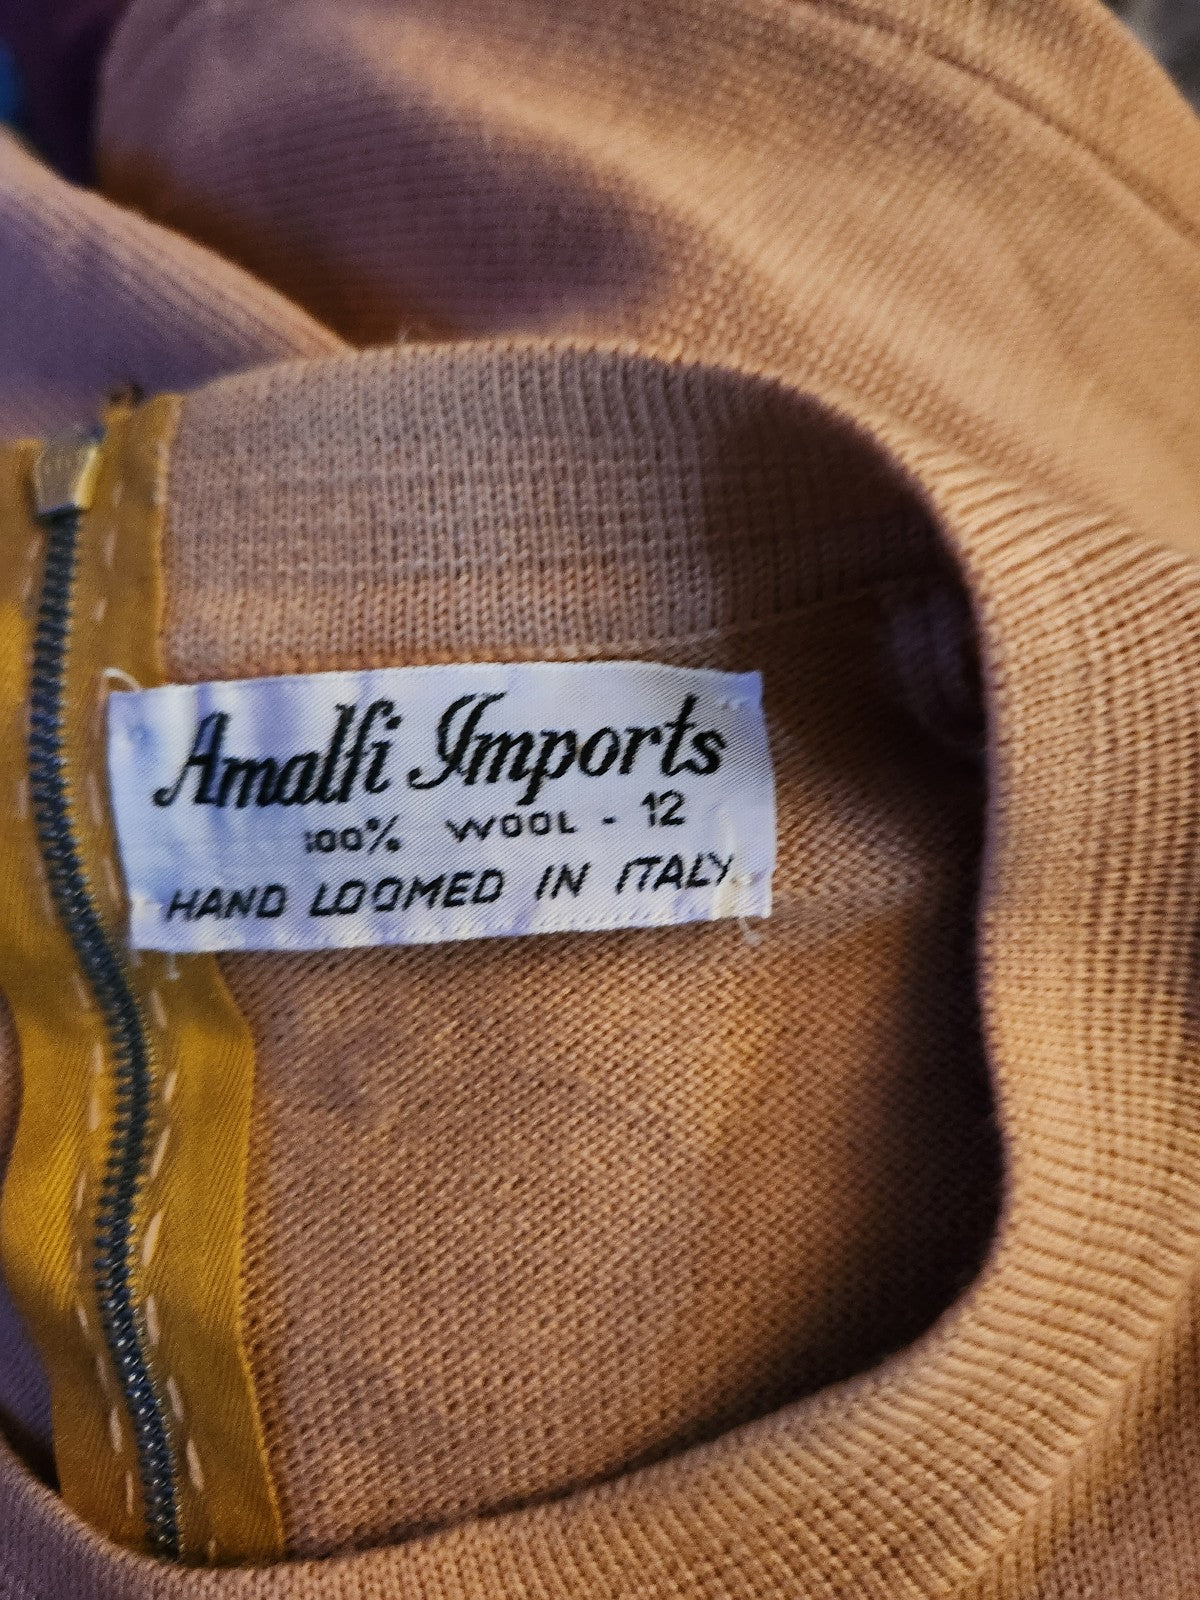 Amalfi Imports
100% WOOL - 12
HAND LOOMED IN ITALY